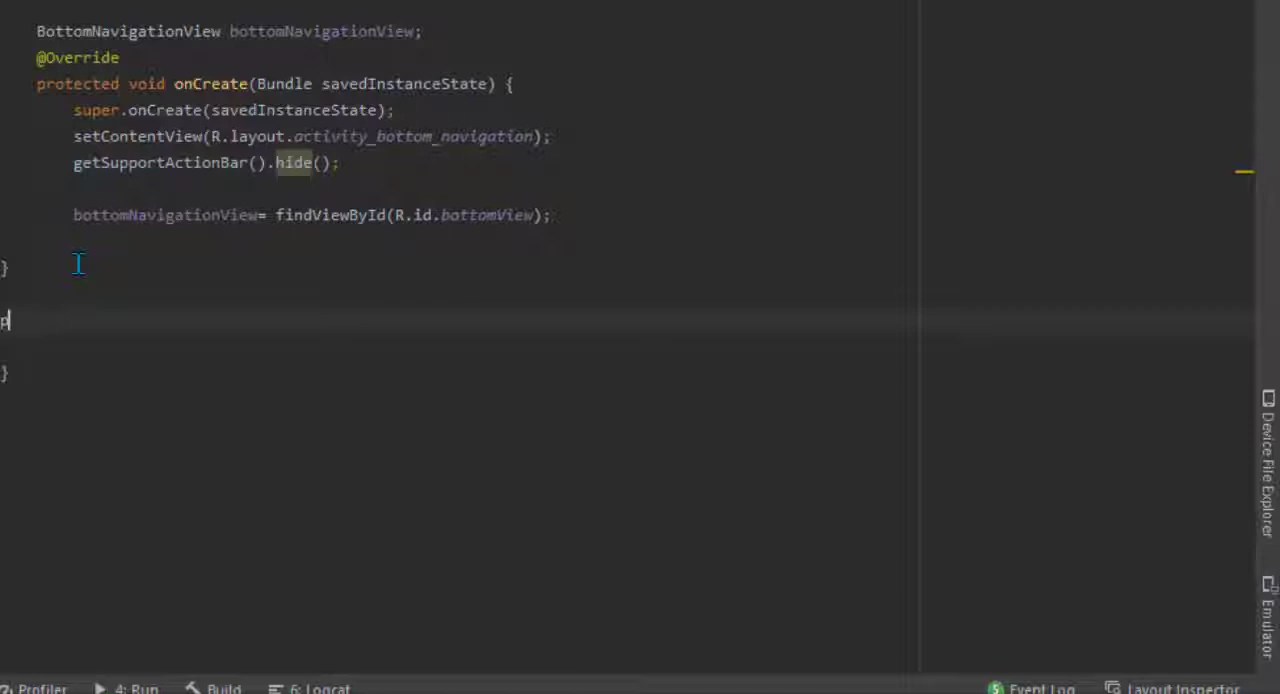 BottomNavigationView bottomNavigationView;
@Override
protected void onCreate(Bundle savedInstanceState) {
super.onCreate(savedInstanceState);
setContentView(R.layout.activity_bottom_navigation);
getSupportActionBar().hide();
bottomNavigationView= findViewById(R.id.bottomView);
}
p
}
Device File Explorer
Emulator
Profiler
4: Run
Build
6: Logcat
5 Event Log
Layout Inspector